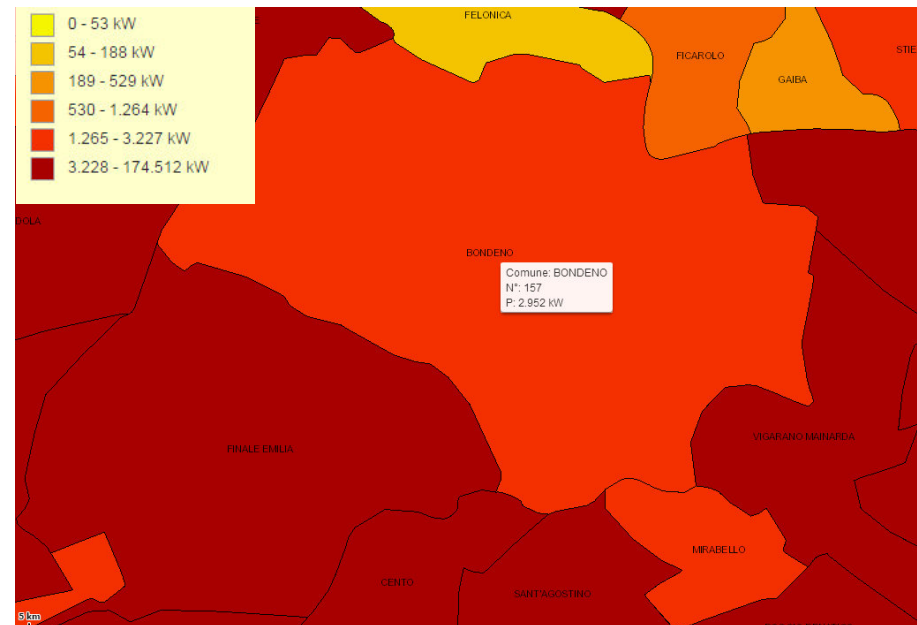 0 - 53 kW
54 - 188 kW
189 - 529 kW
530 - 1.264 kW
1.265 - 3.227 kW
3.228 - 174.512 kW
FELONICA
FICAROLO
STIE
GAIBA
DOLA
BONDENO
Comune: BONDENO
N°: 157
P: 2.952 kW
FINALE EMILIA
VIGARANO MAINARDA
MIRABELLO
CENTO
SANT'AGOSTINO
5 km